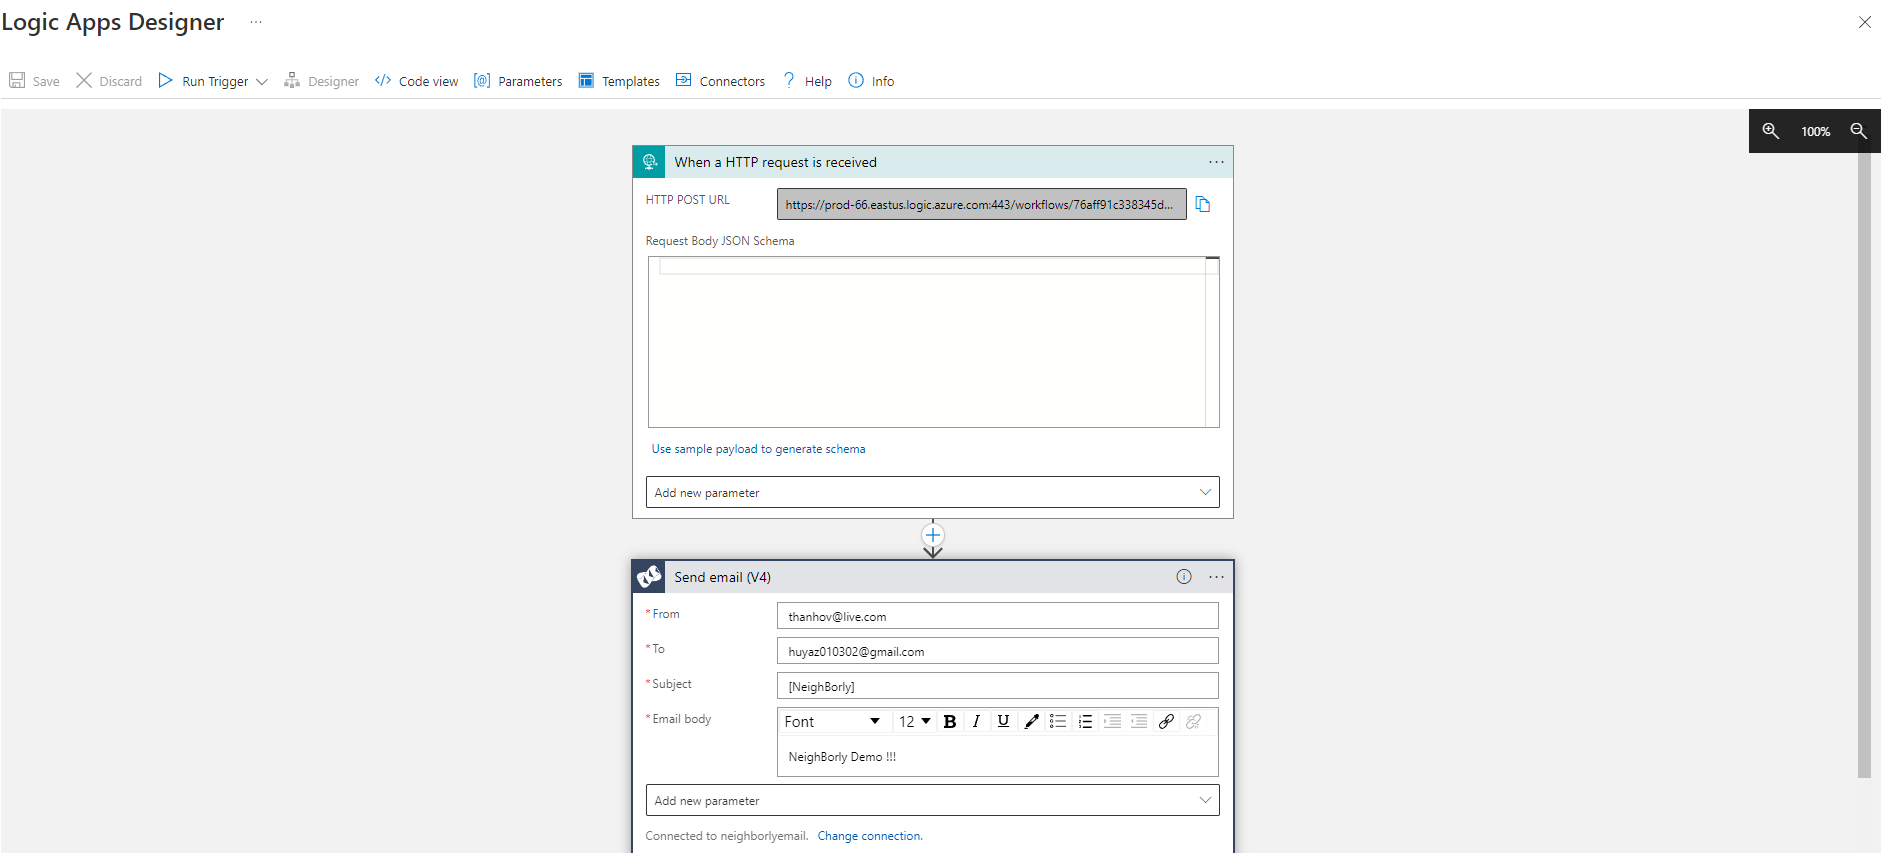 Logic Apps Designer ...
Save Discard Run Trigger Designer Code view Parameters Templates Connectors Help Info
100%
When a HTTP request is received
HTTP POST URL
https://prod-66.eastus.logic.azure.com:443/workflows/76aff91c338345d...
Request Body JSON Schema
Use sample payload to generate schema
Add new parameter
Send email (V4)
* From
thanhov@live.com
* To
huyaz010302@gmail.com
* Subject
[NeighBorly]
* Email body
Font 12 B I U
NeighBorly Demo !!!
Add new parameter
Connected to neighborlyemail. Change connection.